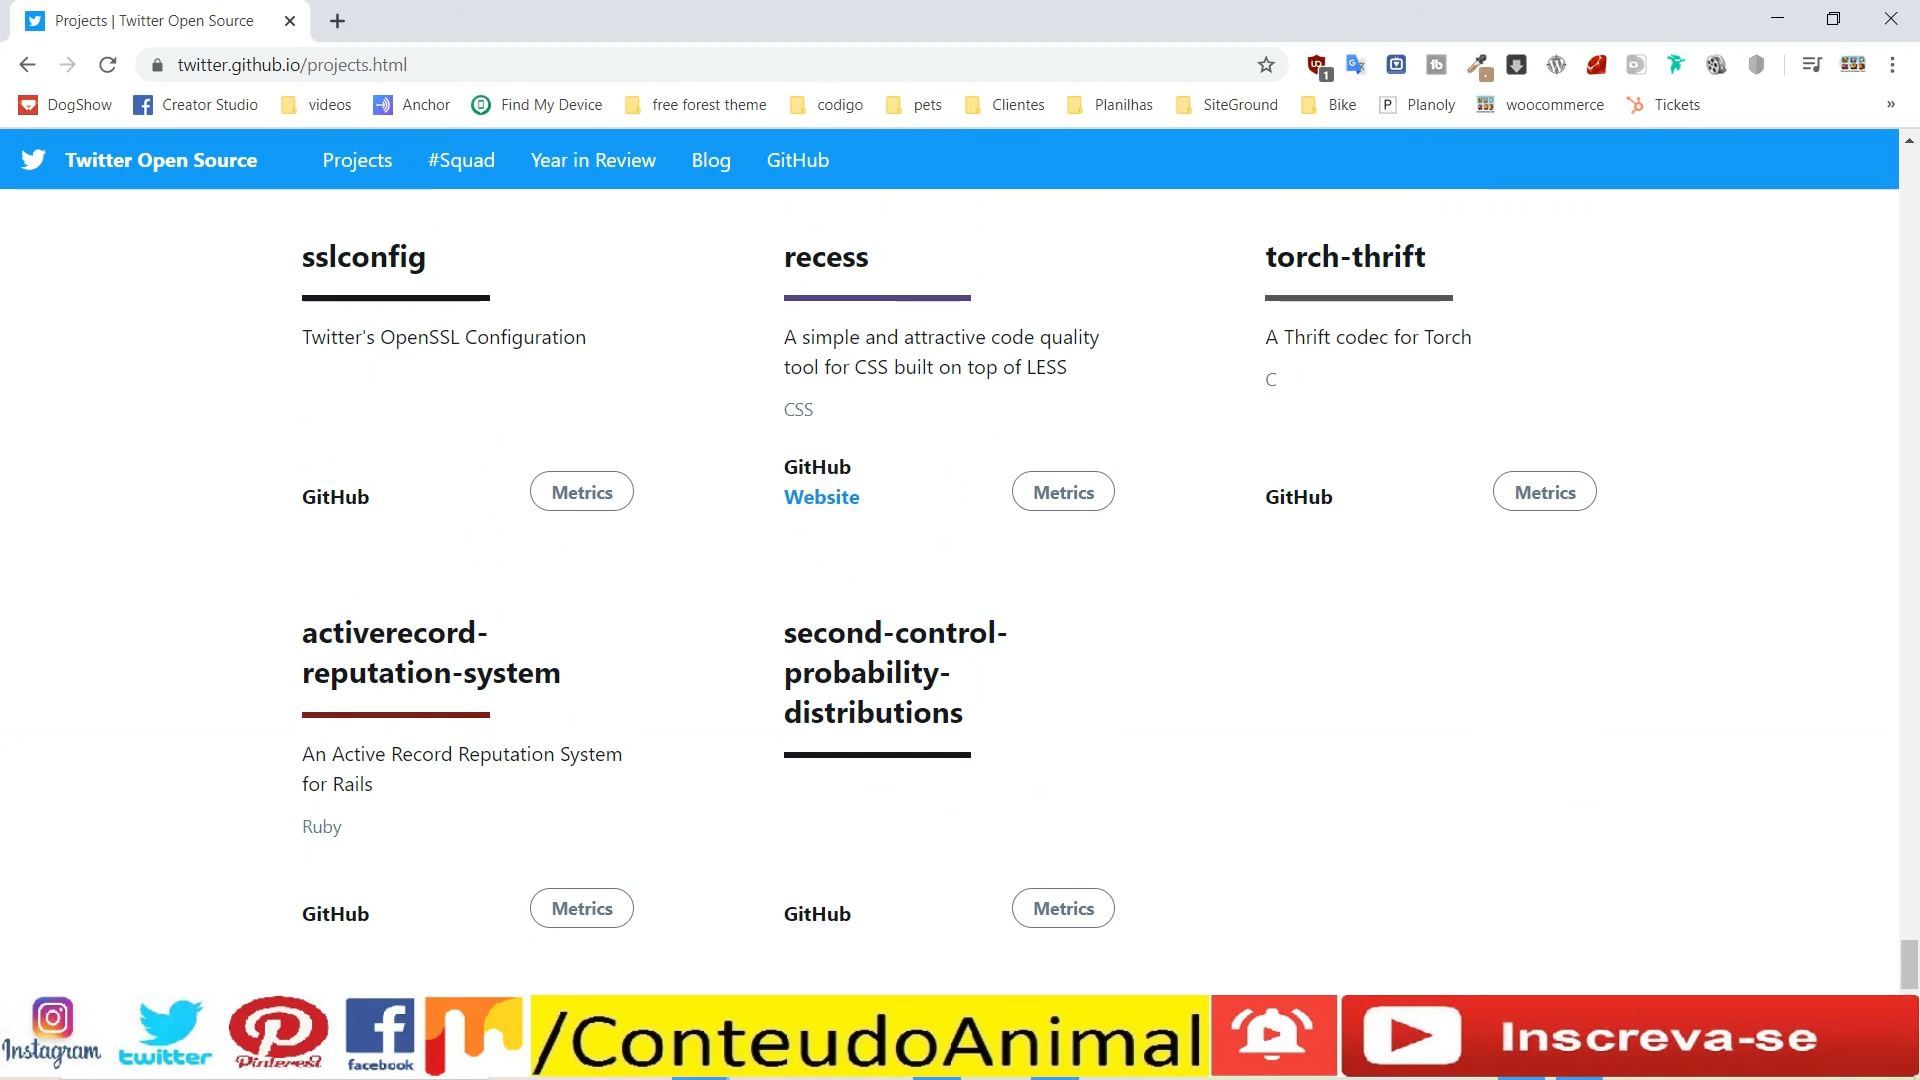 Projects | Twitter Open Source
twitter.github.io/projects.html
1
DogShow
Creator Studio
videos
Anchor
Find My Device
free forest theme
codigo
pets
Clientes
Planilhas
SiteGround
Bike
P
Planoly
woocommerce
Tickets
»
Twitter Open Source
Projects
#Squad
Year in Review
Blog
GitHub
sslconfig
Twitter's OpenSSL Configuration
GitHub
Metrics
recess
A simple and attractive code quality
tool for CSS built on top of LESS
CSS
GitHub
Website
Metrics
torch-thrift
A Thrift codec for Torch
C
GitHub
Metrics
activerecord-
reputation-system
An Active Record Reputation System
for Rails
Ruby
GitHub
Metrics
second-control-
probability-
distributions
GitHub
Metrics
Instagram
twitter
Pinterest
facebook
/ConteudoAnimal
Inscreva-se